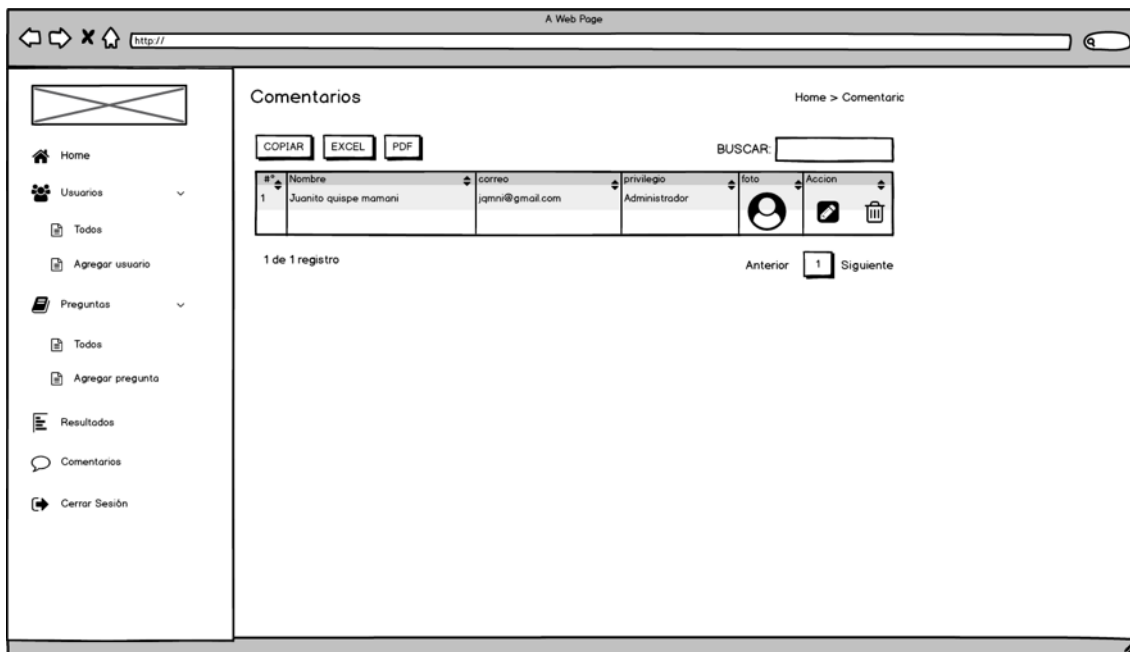 A Web Page
http://
Comentarios
Home > Comentaric
COPIAR EXCEL PDF
BUSCAR:
#° Nombre correo privilegio foto Accion
1 Juanito quispe mamani jqmni@gmail.com Administrador
1 de 1 registro
Anterior 1 Siguiente
Home
Usuarios
Todos
Agregar usuario
Preguntas
Todos
Agregar pregunta
Resultados
Comentarios
Cerrar Sesión